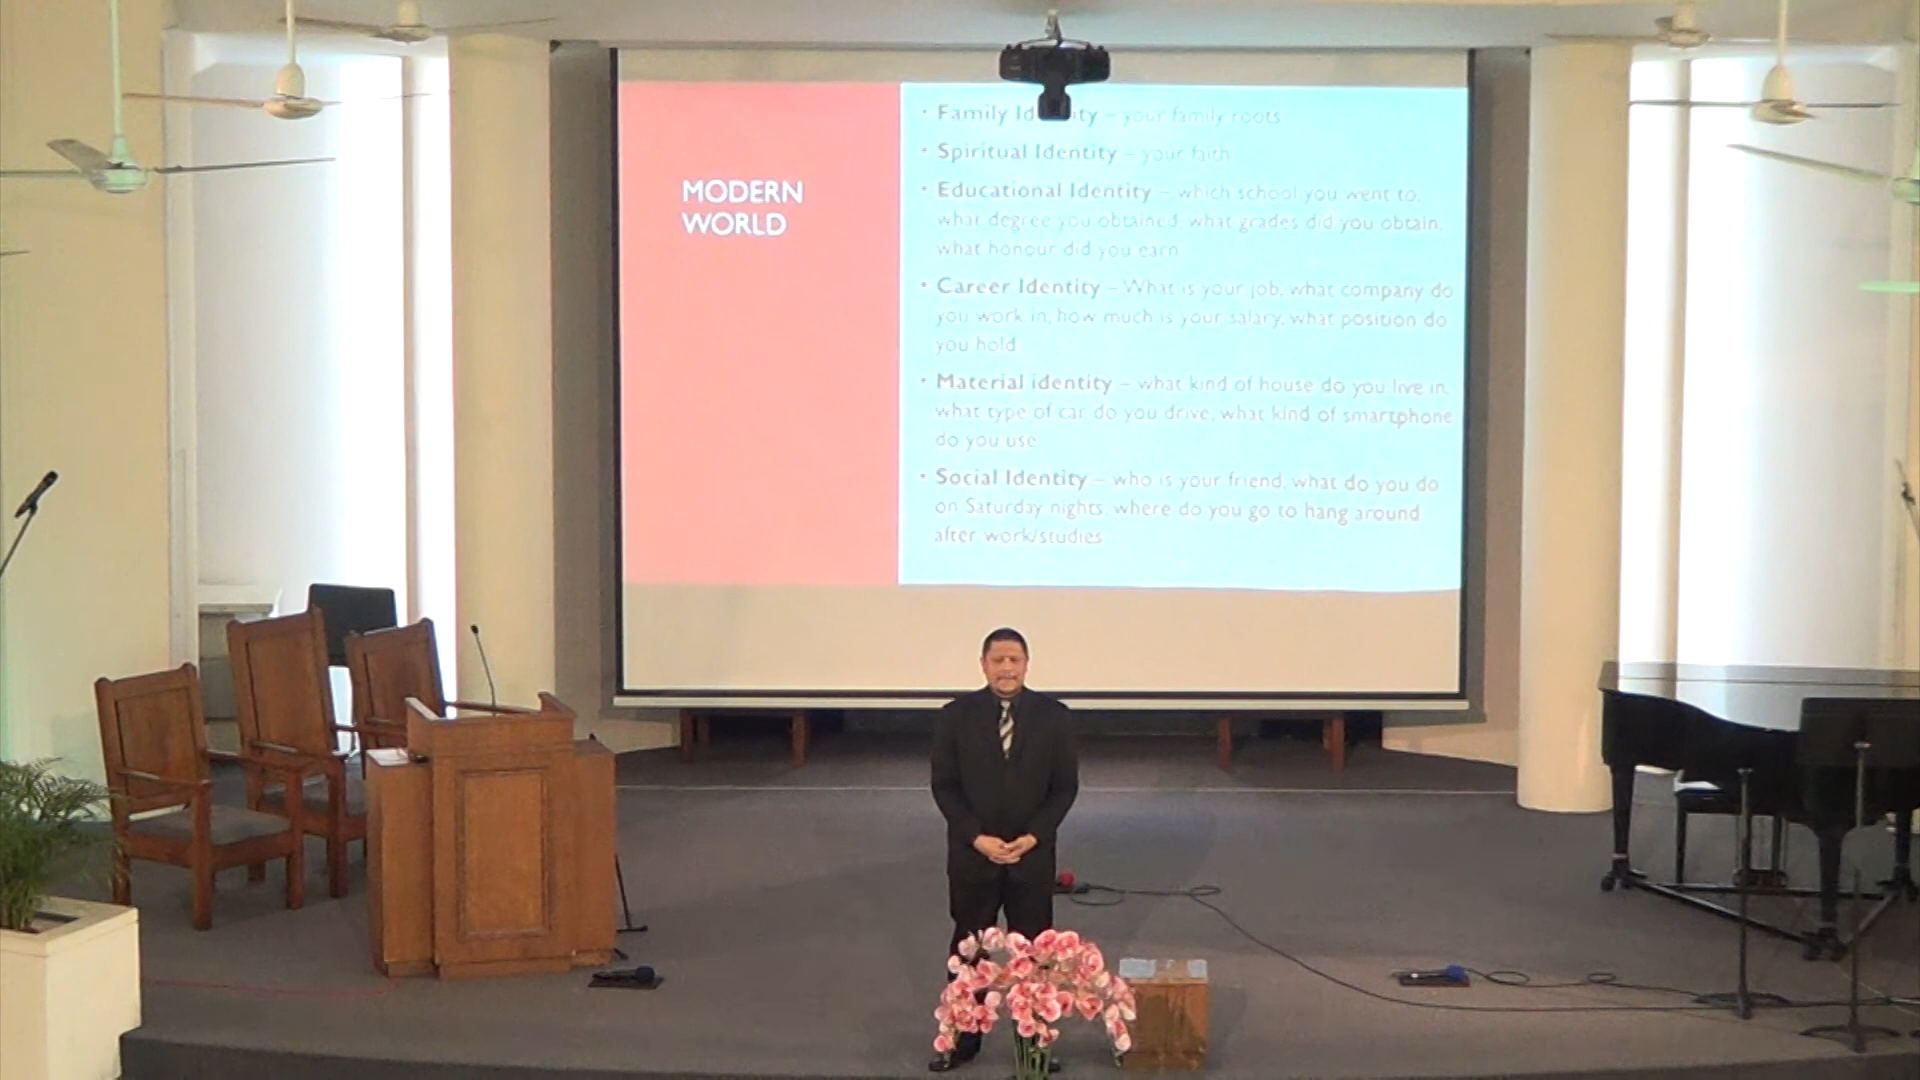 MODERN
WORLD
• Family Identity – your family roots
• Spiritual Identity – your faith
• Educational Identity – which school you went to,
what degree you obtained, what grades did you obtain,
what honour did you earn
• Career Identity – What is your job, what company do
you work in, how much is your salary, what position do
you hold
• Material identity – what kind of house do you live in,
what type of car do you drive, what kind of smartphone
do you use
• Social Identity – who is your friend, what do you do
on Saturday nights, where do you go to hang around
after work/studies